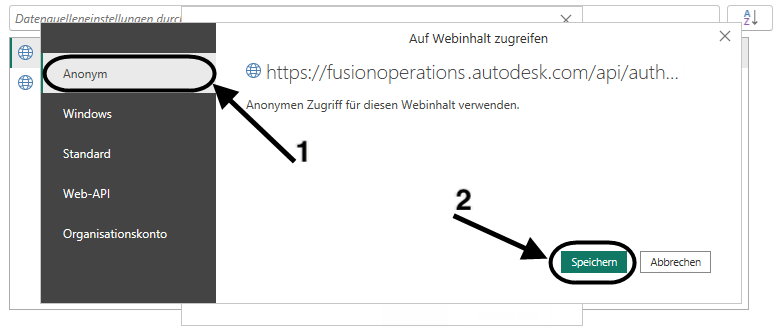 Datenquelleneinstellungen durc
A
Z
Auf Webinhalt zugreifen
Anonym
https://fusionoperations.autodesk.com/api/auth...
Anonymen Zugriff für diesen Webinhalt verwenden.
Windows
1
Standard
Web-API
2
Organisationskonto
Speichern
Abbrechen